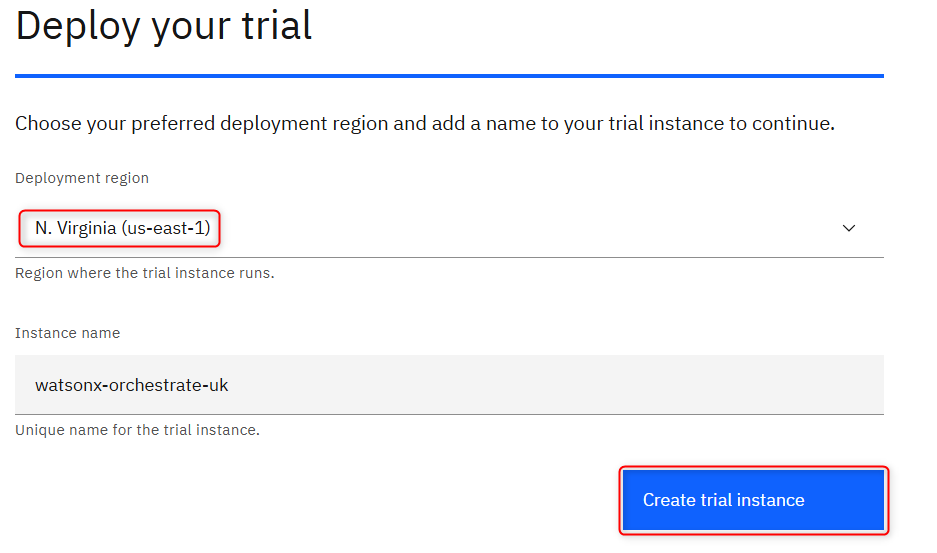 Deploy your trial
Choose your preferred deployment region and add a name to your trial instance to continue.
Deployment region
N. Virginia (us-east-1)
Region where the trial instance runs.
Instance name
watsonx-orchestrate-uk
Unique name for the trial instance.
Create trial instance